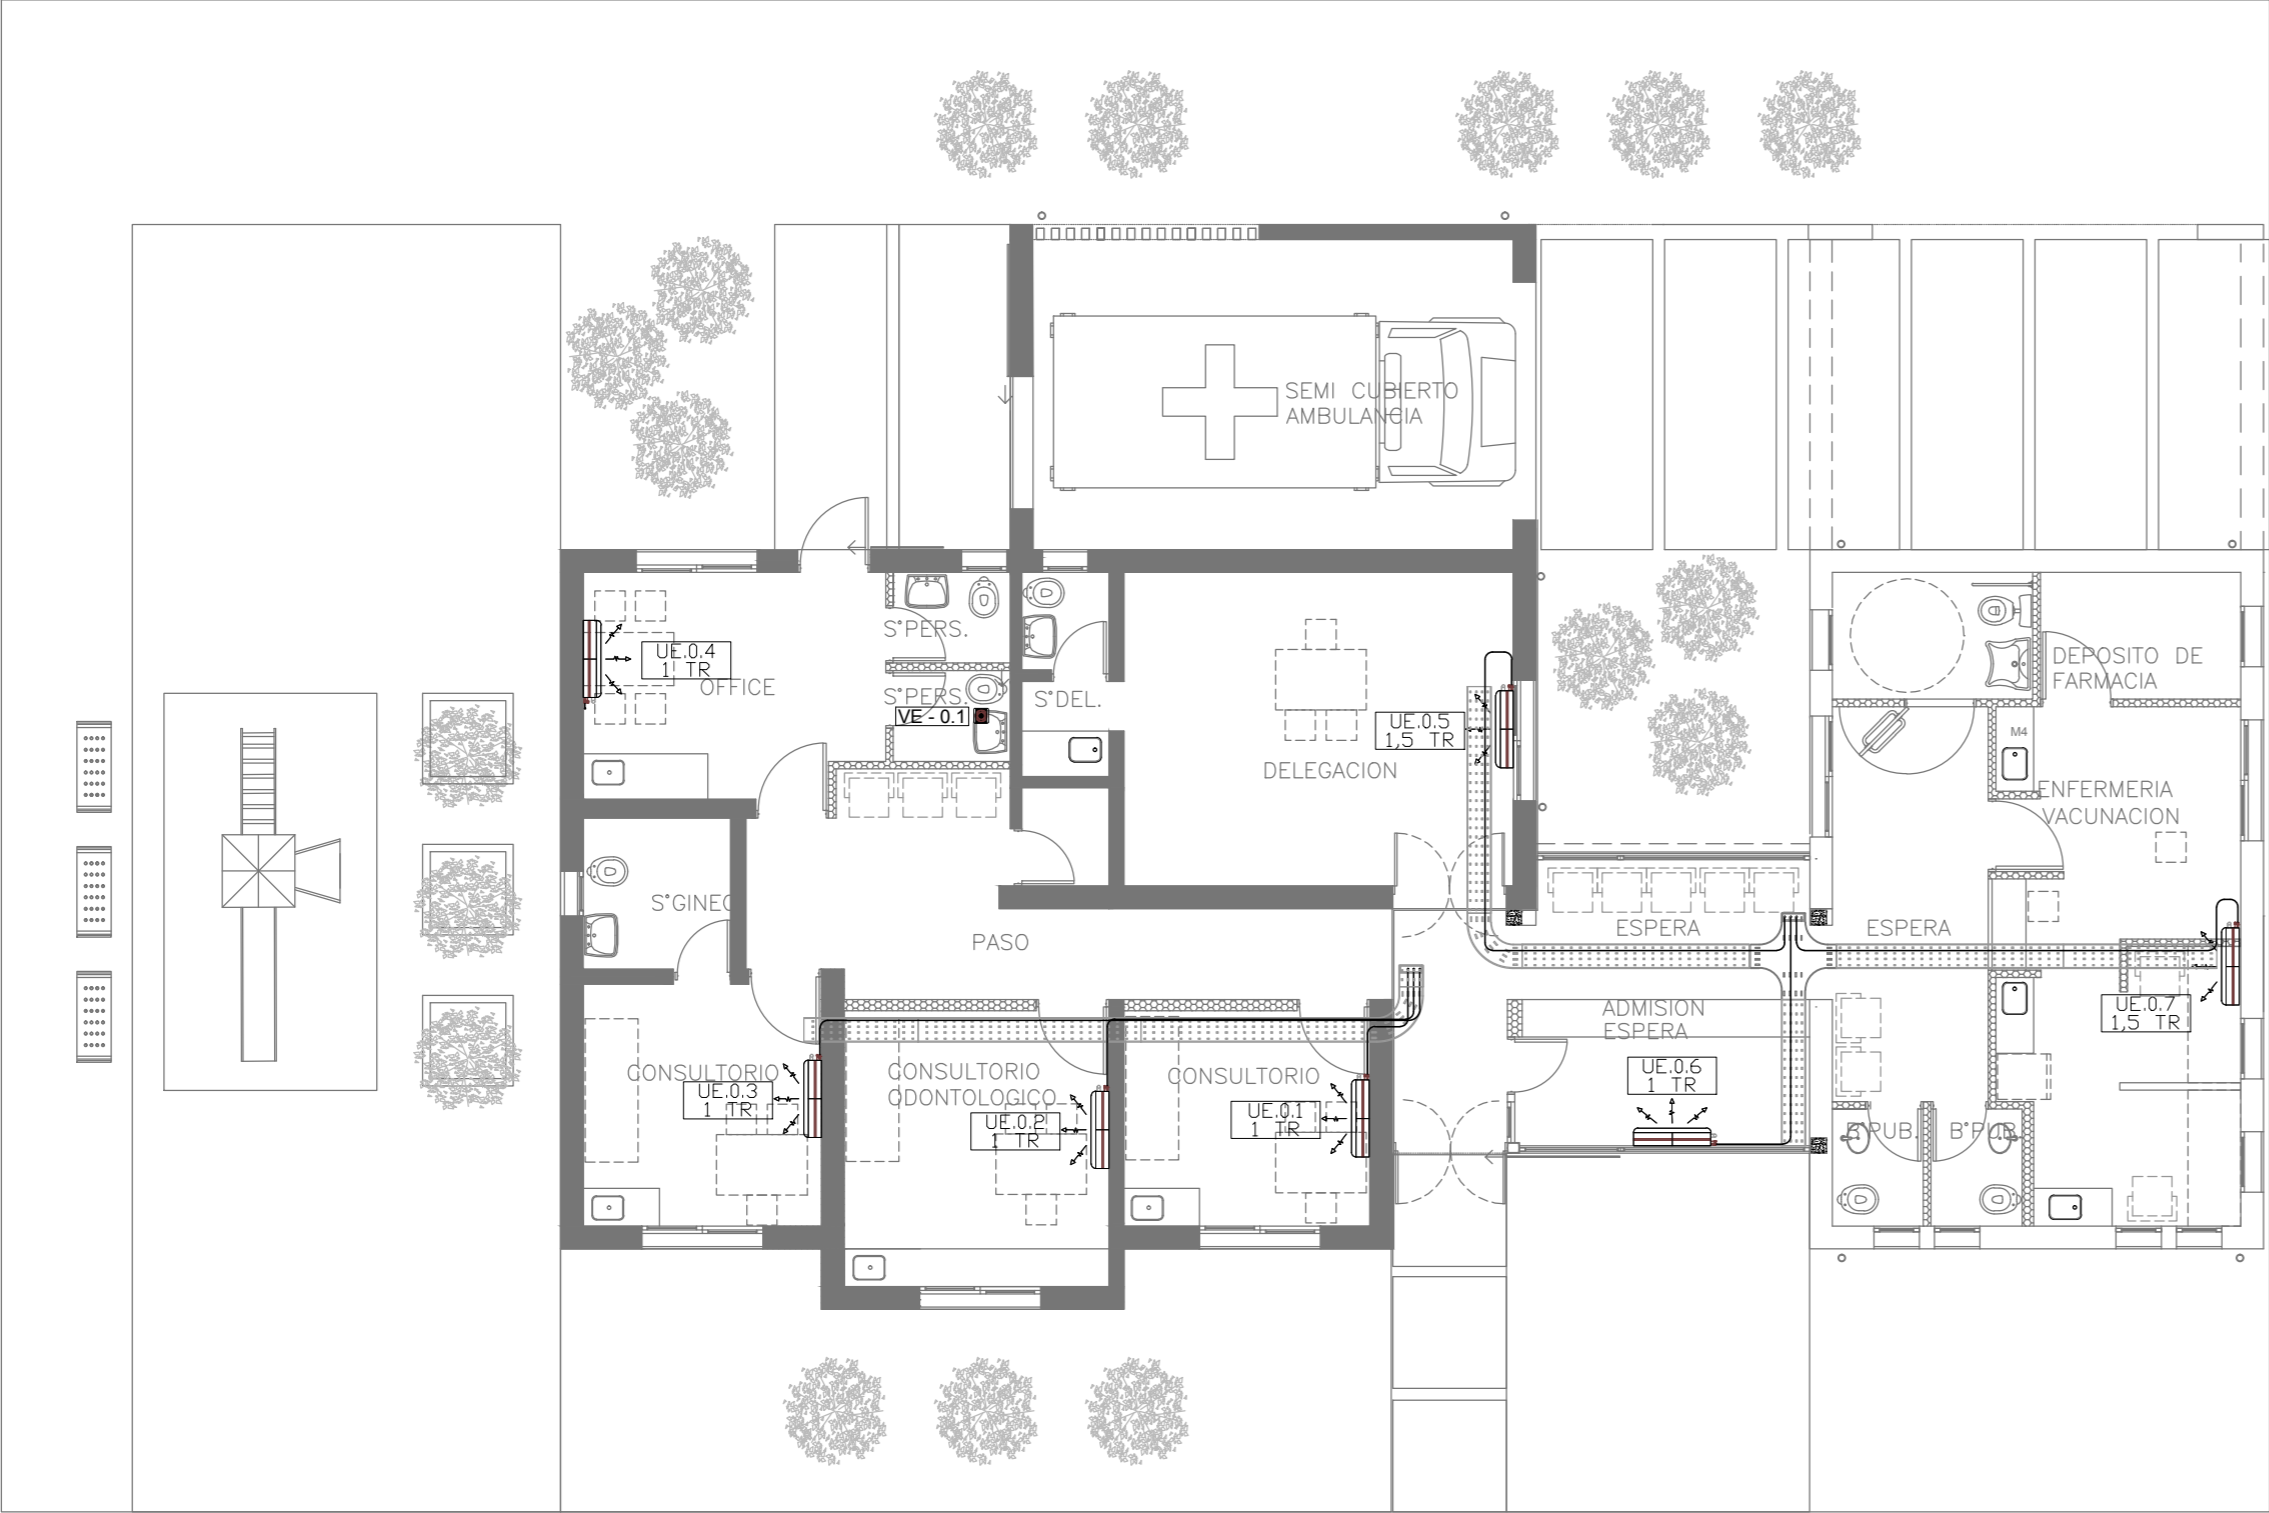 SEMI CUBIERTO
AMBULANCIA
S°PERS.
UE.0.4
1 TR
OFFICE
S°PERS.
VE - 0.1
S°DEL.
UE.0.5
1,5 TR
DELEGACION
DEPOSITO DE
FARMACIA
M4
ENFERMERIA
VACUNACION
S°GINEC
PASO
ESPERA
ESPERA
ADMISION
ESPERA
UE.0.7
1,5 TR
CONSULTORIO
UE.0.3
1 TR
CONSULTORIO
ODONTOLOGICO
UE.0.2
1 TR
CONSULTORIO
UE.0.1
1 TR
UE.0.6
1 TR
B°PUB.
B°PUB